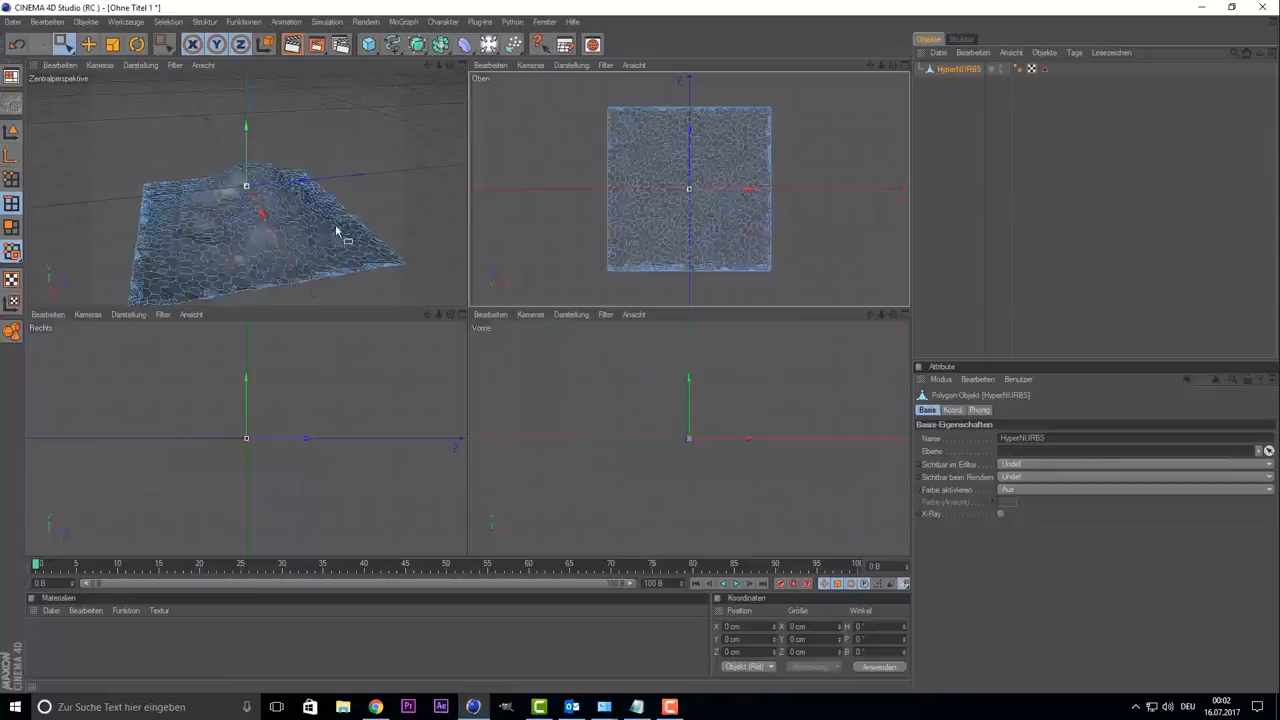 CINEMA 4D Studio (RC ) - [Ohne Titel 1 *]
Datei Bearbeiten Objekte Werkzeuge Selektion Struktur Funktionen Animation Simulation Rendern MoGraph Charakter Plug-ins Python Fenster Hilfe
X Y Z
Bearbeiten Kameras Darstellung Filter Ansicht
Zentralperspektive
Bearbeiten Kameras Darstellung Filter Ansicht
Oben
Z
Bearbeiten Kameras Darstellung Filter Ansicht
Rechts
Z
Bearbeiten Kameras Darstellung Filter Ansicht
Vorne
0 5 10 15 20 25 30 35 40 45 50 55 60 65 70 75 80 85 90 95 100 0 B
0 B 0 B 100 B 100 B
Materialien
Datei Bearbeiten Funktion Textur
Koordinaten
Position Größe Winkel
X 0 cm X 0 cm H 0 °
Y 0 cm Y 0 cm P 0 °
Z 0 cm Z 0 cm B 0 °
Objekt (Rel) Anwenden
Objekte Struktur
Datei Bearbeiten Ansicht Objekte Tags Lesezeichen
HyperNURBS
Attribute
Modus Bearbeiten Benutzer
Polygon-Objekt [HyperNURBS]
Basis Koord. Phong
Basis-Eigenschaften
Name HyperNURBS
Ebene
Sichtbar im Editor Undef.
Sichtbar beim Rendern Undef.
Farbe aktivieren Aus
Farbe (Ansicht)
X-Ray
MAXON CINEMA 4D
Zur Suche Text hier eingeben
Pr Ae
DEU
00:02
16.07.2017